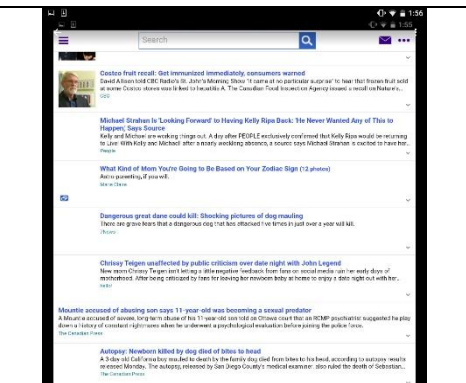 1:56
1:55
Search
Costco fruit recall: Get immunized immediately, consumers warned
David Allison told CBC Radio's St. John's Morning Show "it came at no particular surprise" to hear that frozen fruit sold
at some Costco stores was linked to hepatitis A. The Canadian Food Inspection Agency issued a recall on Nature's...
CBC
Michael Strahan Is 'Looking Forward' to Having Kelly Ripa Back: 'He Never Wanted Any of This to
Happen,' Says Source
Kelly and Michael are working things out. A day after PEOPLE exclusively confirmed that Kelly Ripa would be returning
to Live! With Kelly and Michael after a nearly weeklong absence, a source says Michael Strahan is excited to have her...
People
What Kind of Mom You're Going to Be Based on Your Zodiac Sign (12 photos)
Astro-parenting, if you will.
Marie Claire
Dangerous great dane could kill: Shocking pictures of dog mauling
There are grave fears that a dangerous dog that has attacked five times in just over a year will kill.
7News
Chrissy Teigen unaffected by public criticism over date night with John Legend
New mom Chrissy Teigen isn't letting a little negative feedback from fans on social media ruin her early days of
motherhood. After being criticized by fans for leaving her newborn baby at home to enjoy a date night out with her...
Mountie accused of abusing son says 11-year-old was becoming a sexual predator
A Mountie accused of severe, long-term abuse of his 11-year-old son told an Ottawa court that an RCMP psychiatrist suggested he play
down a history of constant nightmares when he underwent a psychological evaluation before joining the police force.
The Canadian Press
Autopsy: Newborn killed by dog died of bites to head
A 3-day-old California boy mauled to death by the family dog died from bites to his head, according to autopsy results
released Monday. The autopsy, released by San Diego County's medical examiner, also ruled the death of Sebastian...
The Canadian Press